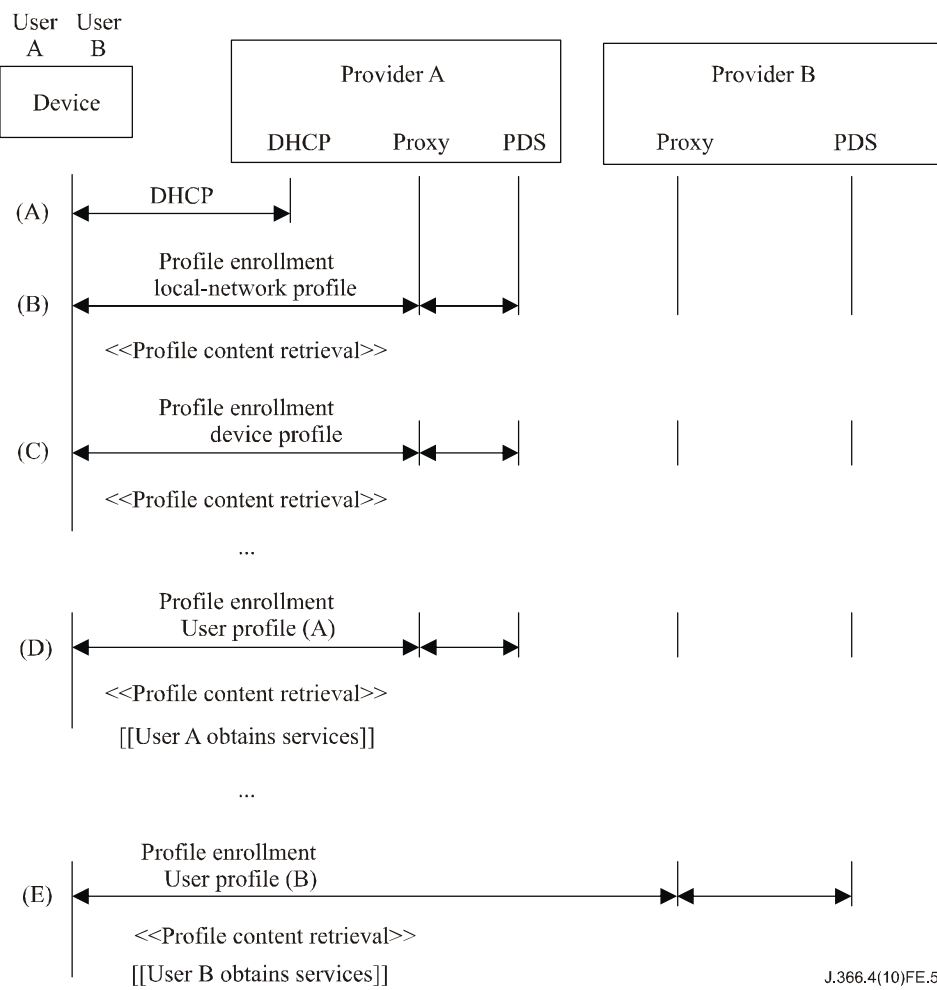 User User
A B
Device
Provider A
DHCP Proxy PDS
Provider B
Proxy PDS
(A)
DHCP
(B)
Profile enrollment
local-network profile
<<Profile content retrieval>>
(C)
Profile enrollment
device profile
<<Profile content retrieval>>
...
(D)
Profile enrollment
User profile (A)
<<Profile content retrieval>>
[[User A obtains services]]
...
(E)
Profile enrollment
User profile (B)
<<Profile content retrieval>>
[[User B obtains services]]
J.366.4(10)FE.5